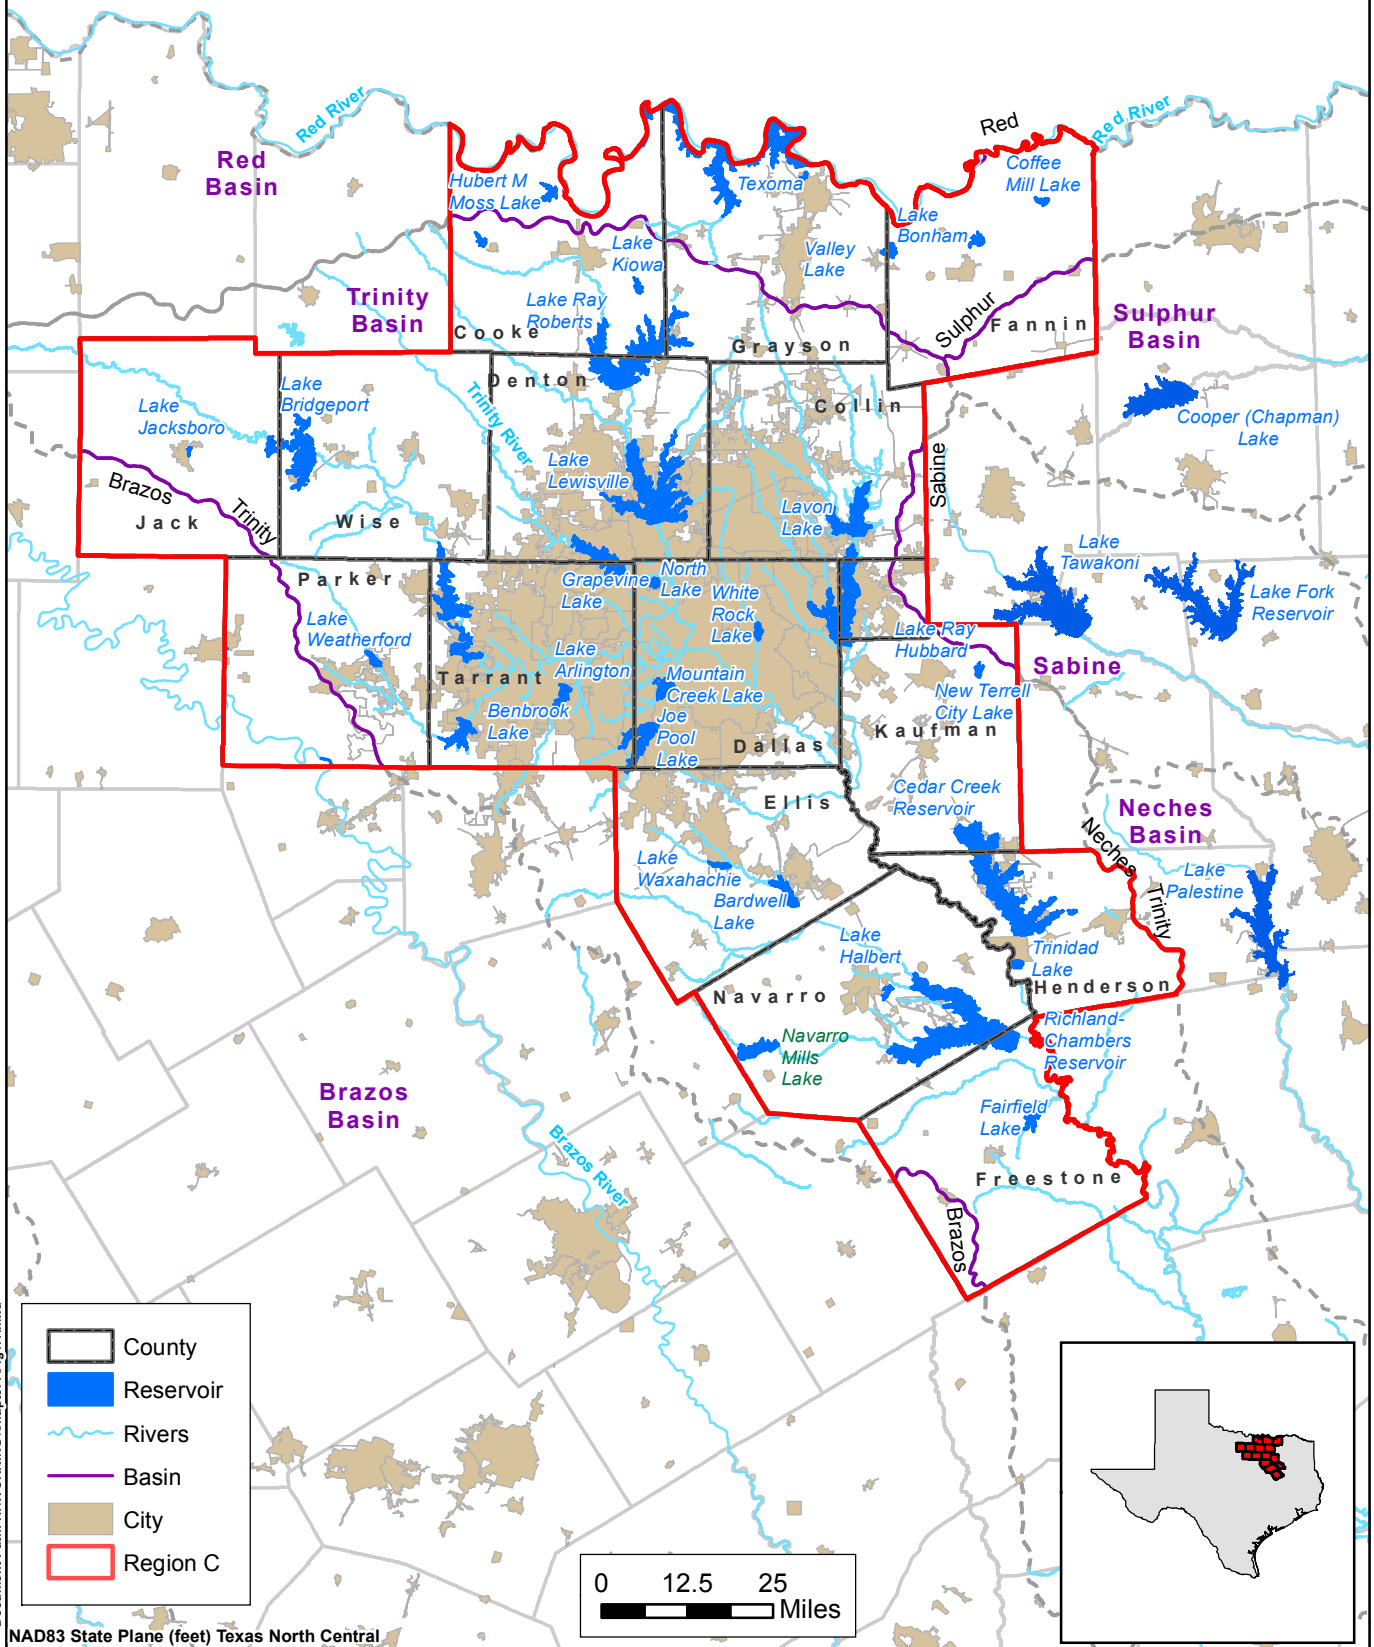 Red River
Red
Red River
Red
Basin
Hubert M
Moss Lake
Texoma
Coffee
Mill Lake
Lake
Bonham
Lake
Kiowa
Valley
Lake
Trinity
Basin
Lake Ray
Roberts
Cooke
Grayson
Sulphur
Fannin
Sulphur
Basin
Denton
Lake
Bridgeport
Lake
Jacksboro
Trinity River
Collin
Cooper (Chapman)
Lake
Lake
Lewisville
Sabine
Brazos
Trinity
Jack
Wise
Lavon
Lake
Lake
Tawakoni
Parker
Grapevine
Lake
North
Lake
White
Rock
Lake
Lake Fork
Reservoir
Lake
Weatherford
Lake Ray
Hubbard
Lake
Arlington
Tarrant
Mountain
Creek Lake
Sabine
Benbrook
Lake
Joe
Pool
Lake
New Terrell
City Lake
Dallas
Kaufman
Ellis
Cedar Creek
Reservoir
Neches
Basin
Neches
Trinity
Lake
Waxahachie
Bardwell
Lake
Lake
Palestine
Lake
Halbert
Trinidad
Lake
Navarro
Henderson
Richland-
Chambers
Reservoir
Navarro
Mills
Lake
Brazos
Basin
Fairfield
Lake
Brazos River
Freestone
Brazos
County
Reservoir
Rivers
Basin
City
Region C
0 12.5 25
Miles
NAD83 State Plane (feet) Texas North Central